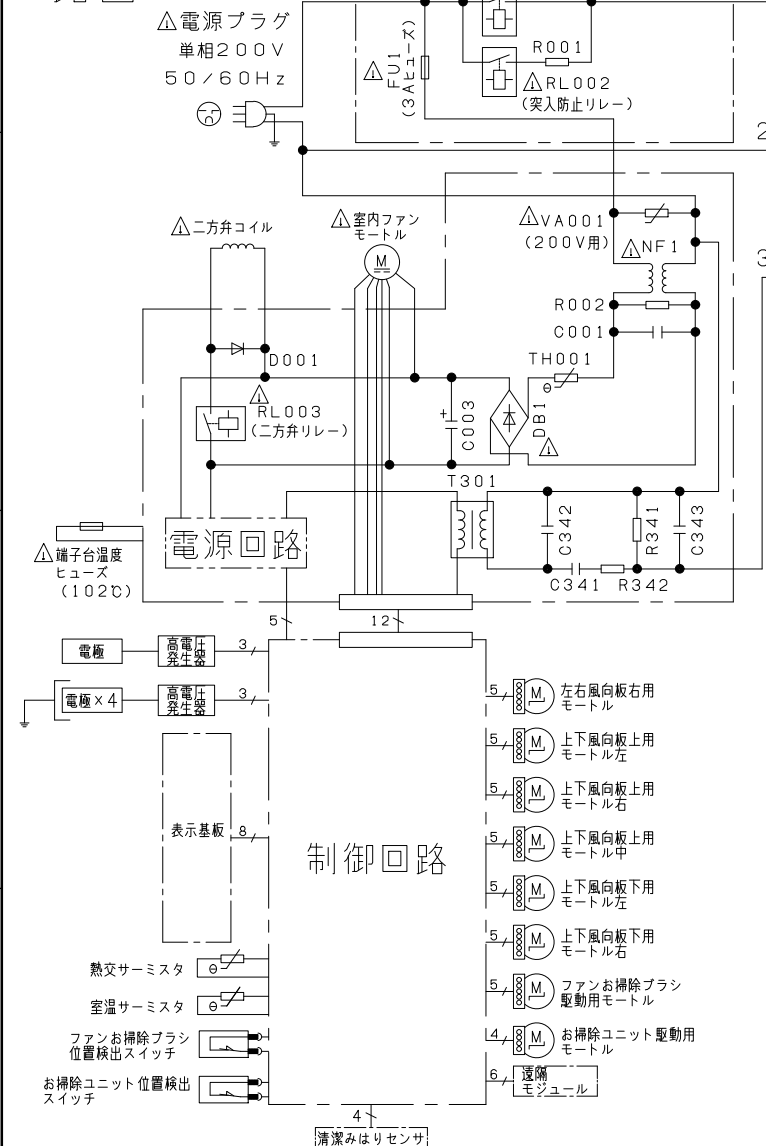 ⚠電源プラグ
単相200V
50/60Hz
⚠FU1
(3Aヒューズ)
R001
⚠RL002
(突入防止リレー)
2
⚠二方弁コイル
⚠室内ファン
モートル
M
⚠VA001
(200V用)
⚠NF1
3
R002
C001
TH001
θ
D001
⚠RL003
(二方弁リレー)
+
C003
DB1
⚠
T301
電源回路
⚠端子台温度
ヒューズ
(102℃)
C342
R341
C343
C341
R342
5
12
電極
高電圧
発生器
3
電極×4
高電圧
発生器
3
表示基板
8
制御回路
熱交サーミスタ
θ
室温サーミスタ
θ
ファンお掃除ブラシ
位置検出スイッチ
お掃除ユニット位置検出
スイッチ
5
M
左右風向板右用
モートル
5
M
上下風向板上用
モートル左
5
M
上下風向板上用
モートル右
5
M
上下風向板上用
モートル中
5
M
上下風向板下用
モートル左
5
M
上下風向板下用
モートル右
5
M
ファンお掃除ブラシ
駆動用モートル
4
M
お掃除ユニット駆動用
モートル
6
遠隔
モジュール
4
清潔みはりセンサ